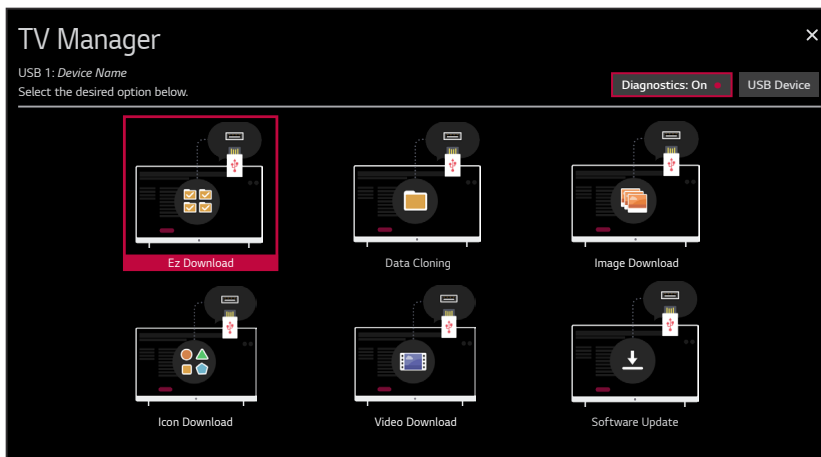 TV Manager
×
USB 1: Device Name
Select the desired option below.
Diagnostics: On
USB Device
Ez Download
Data Cloning
Image Download
Icon Download
Video Download
Software Update